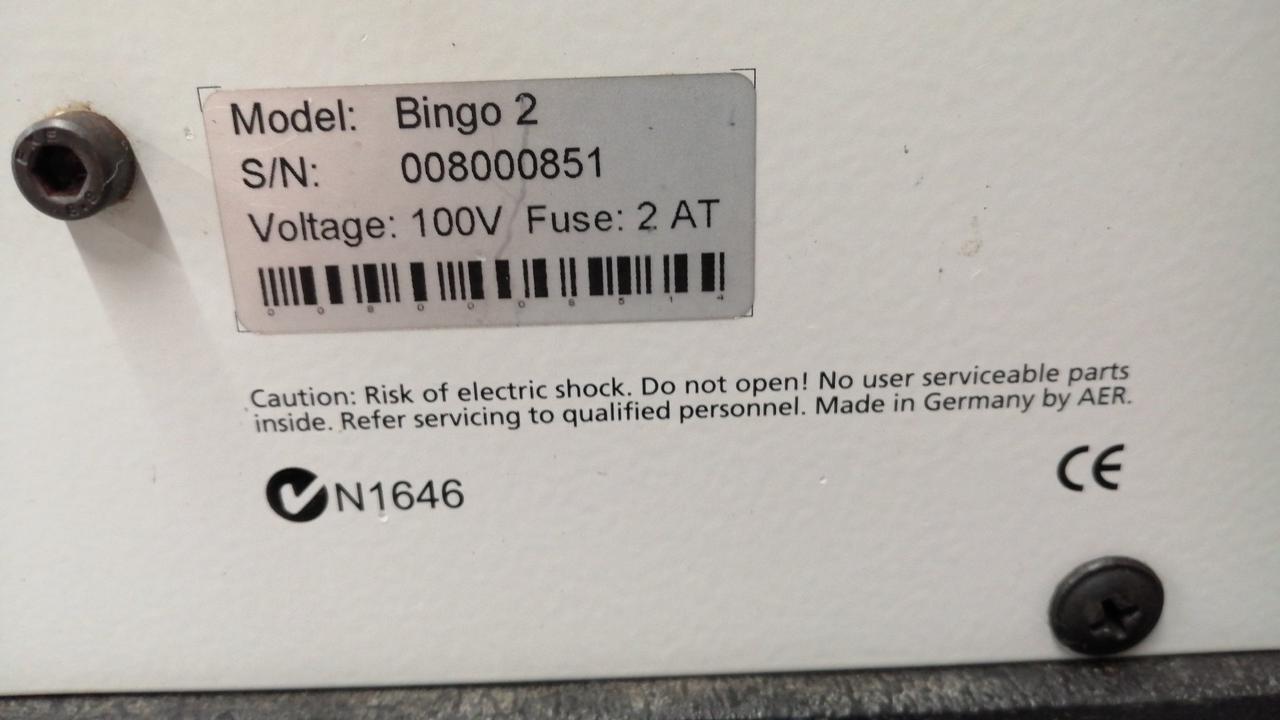 Model: Bingo 2
S/N: 008000851
Voltage: 100V Fuse: 2 AT
Caution: Risk of electric shock. Do not open! No user serviceable parts
inside. Refer servicing to qualified personnel. Made in Germany by AER.
N1646
CE